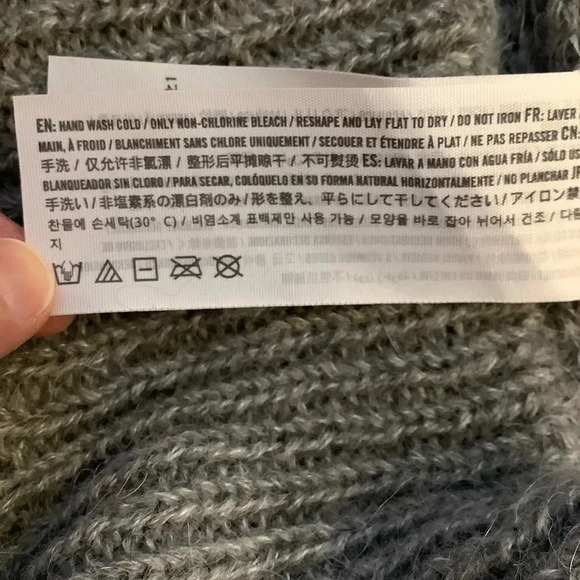 EN: HAND WASH COLD / ONLY NON-CHLORINE BLEACH / RESHAPE AND LAY FLAT TO DRY / DO NOT IRON FR: LAVER À
MAIN, À FROID / BLANCHIMENT SANS CHLORE UNIQUEMENT / SECOUER ET ÉTENDRE À PLAT / NE PAS REPASSER CN:
手洗 / 仅允许非氯漂 / 整形后平摊晾干 / 不可熨烫 ES: LAVAR A MANO CON AGUA FRÍA / SÓLO US
BLANQUEADOR SIN CLORO / PARA SECAR, COLÓQUELO EN SU FORMA NATURAL HORIZONTALMENTE / NO PLANCHAR JP
手洗い / 非塩素系の漂白剤のみ / 形を整え、平らにして干してください / アイロン禁
찬물에 손세탁(30° C) / 비염소계 표백제만 사용 가능 / 모양을 바로 잡아 뉘어서 건조 / 다림
지